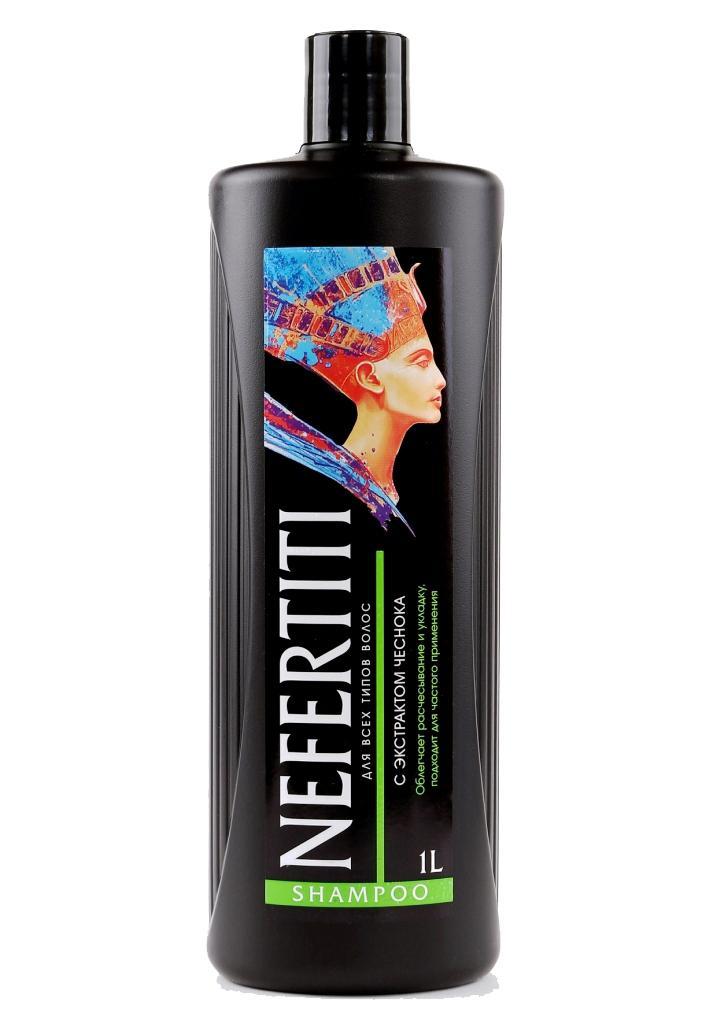 NEFERTITI
ДЛЯ ВСЕХ ТИПОВ ВОЛОС
С ЭКСТРАКТОМ ЧЕСНОКА
Облегчает расчесывание и укладку,
подходит для частого применения
1L
SHAMPOO